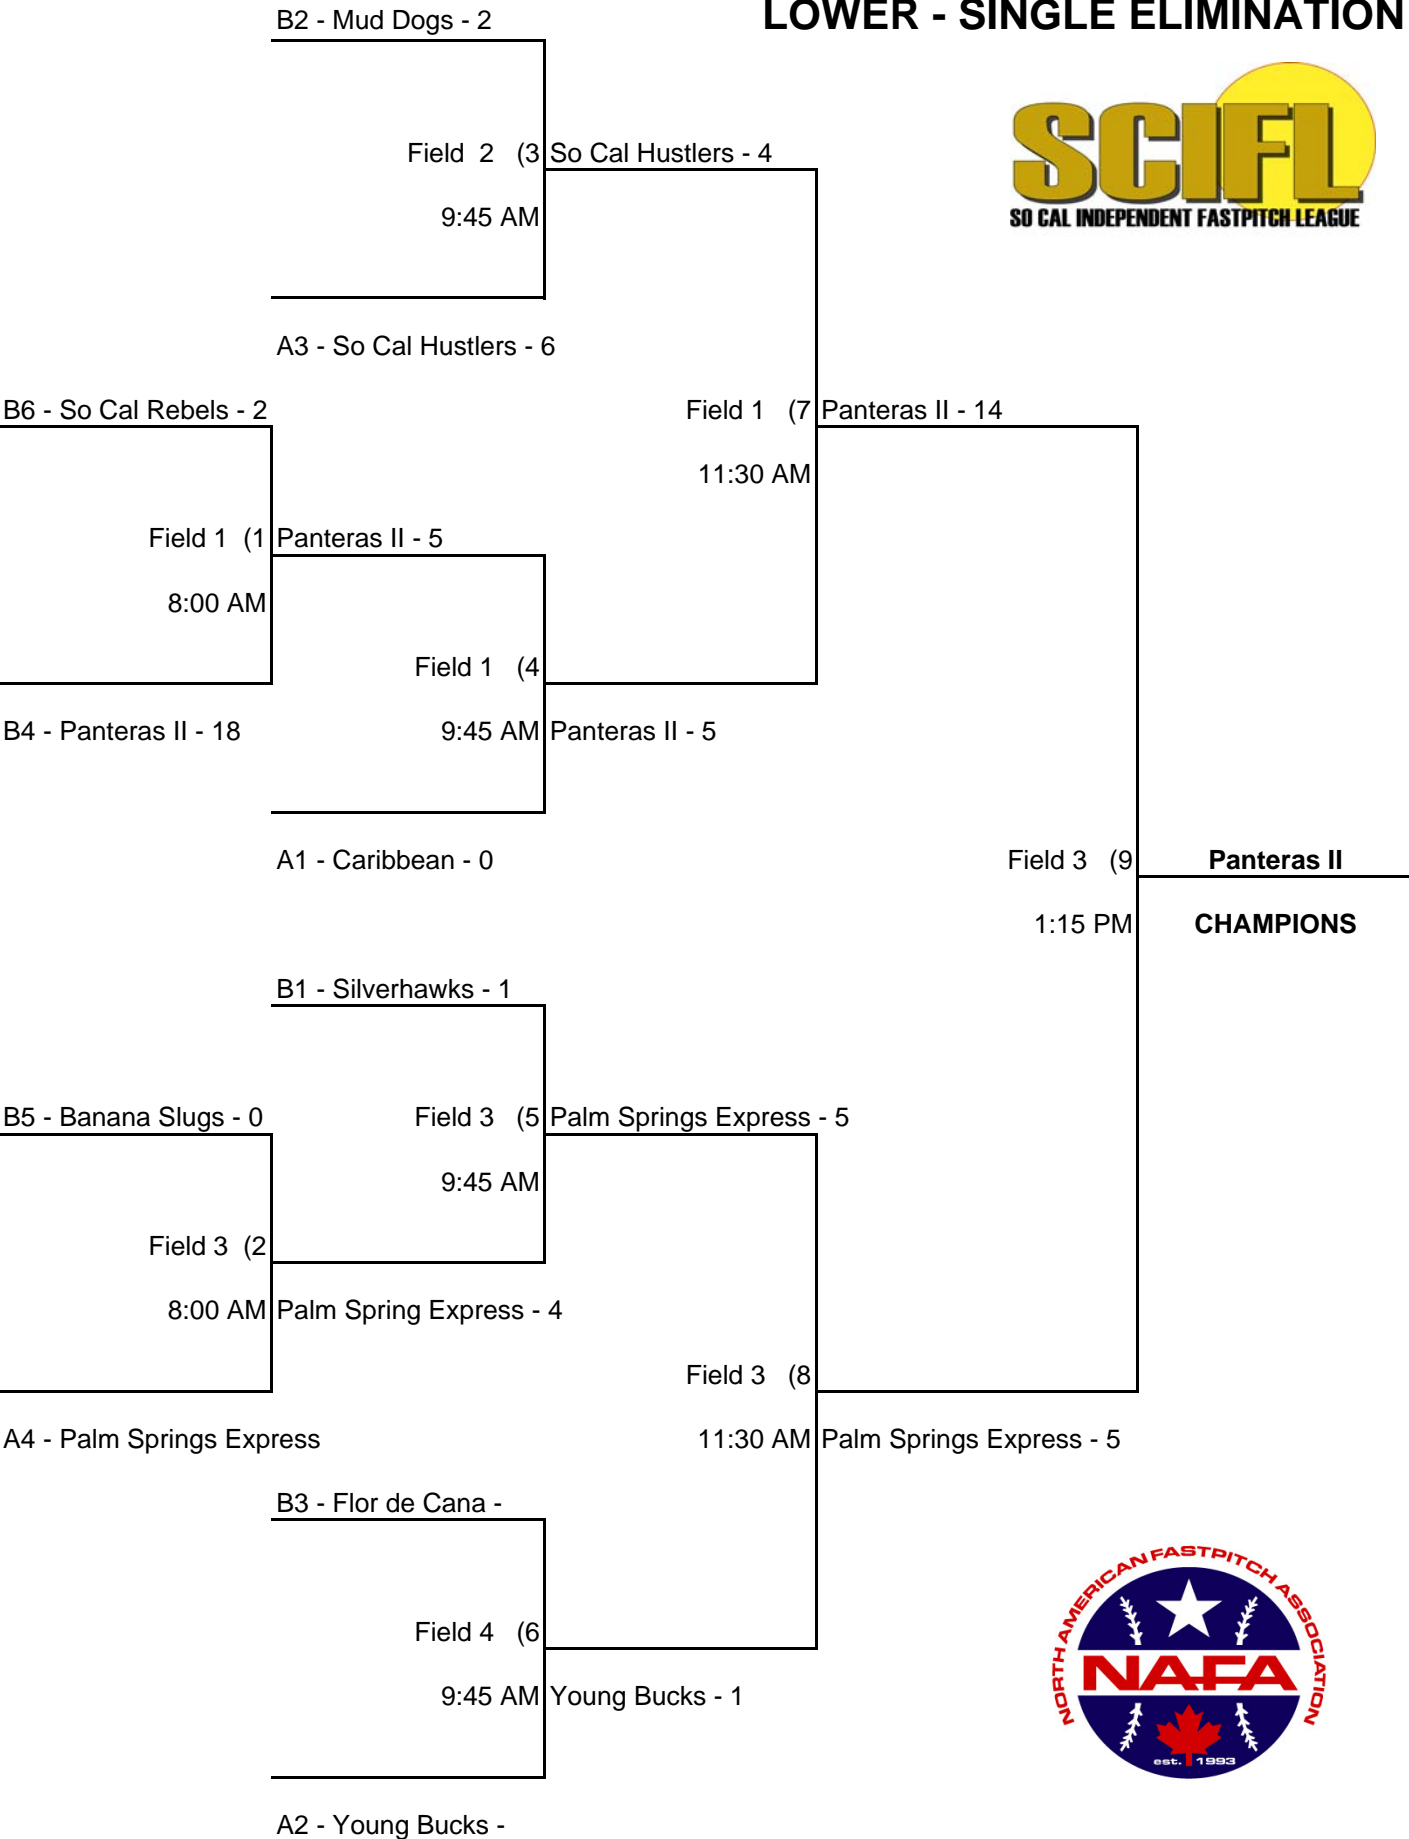 LOWER - SINGLE ELIMINATION
B2 - Mud Dogs - 2
SCIFL
SO CAL INDEPENDENT FASTPITCH LEAGUE
Field 2 (3 So Cal Hustlers - 4
9:45 AM
A3 - So Cal Hustlers - 6
B6 - So Cal Rebels - 2 Field 1 (7 Panteras II - 14
11:30 AM
Field 1 (1 Panteras II - 5
8:00 AM
Field 1 (4
B4 - Panteras II - 18 9:45 AM Panteras II - 5
A1 - Caribbean - 0 Field 3 (9 Panteras II
1:15 PM CHAMPIONS
B1 - Silverhawks - 1
B5 - Banana Slugs - 0 Field 3 (5 Palm Springs Express - 5
9:45 AM
Field 3 (2
8:00 AM Palm Spring Express - 4
Field 3 (8
A4 - Palm Springs Express 11:30 AM Palm Springs Express - 5
B3 - Flor de Cana -
Field 4 (6
9:45 AM Young Bucks - 1
A2 - Young Bucks -
NORTH AMERICAN FASTPITCH ASSOCIATION
NAFA
est. 1993